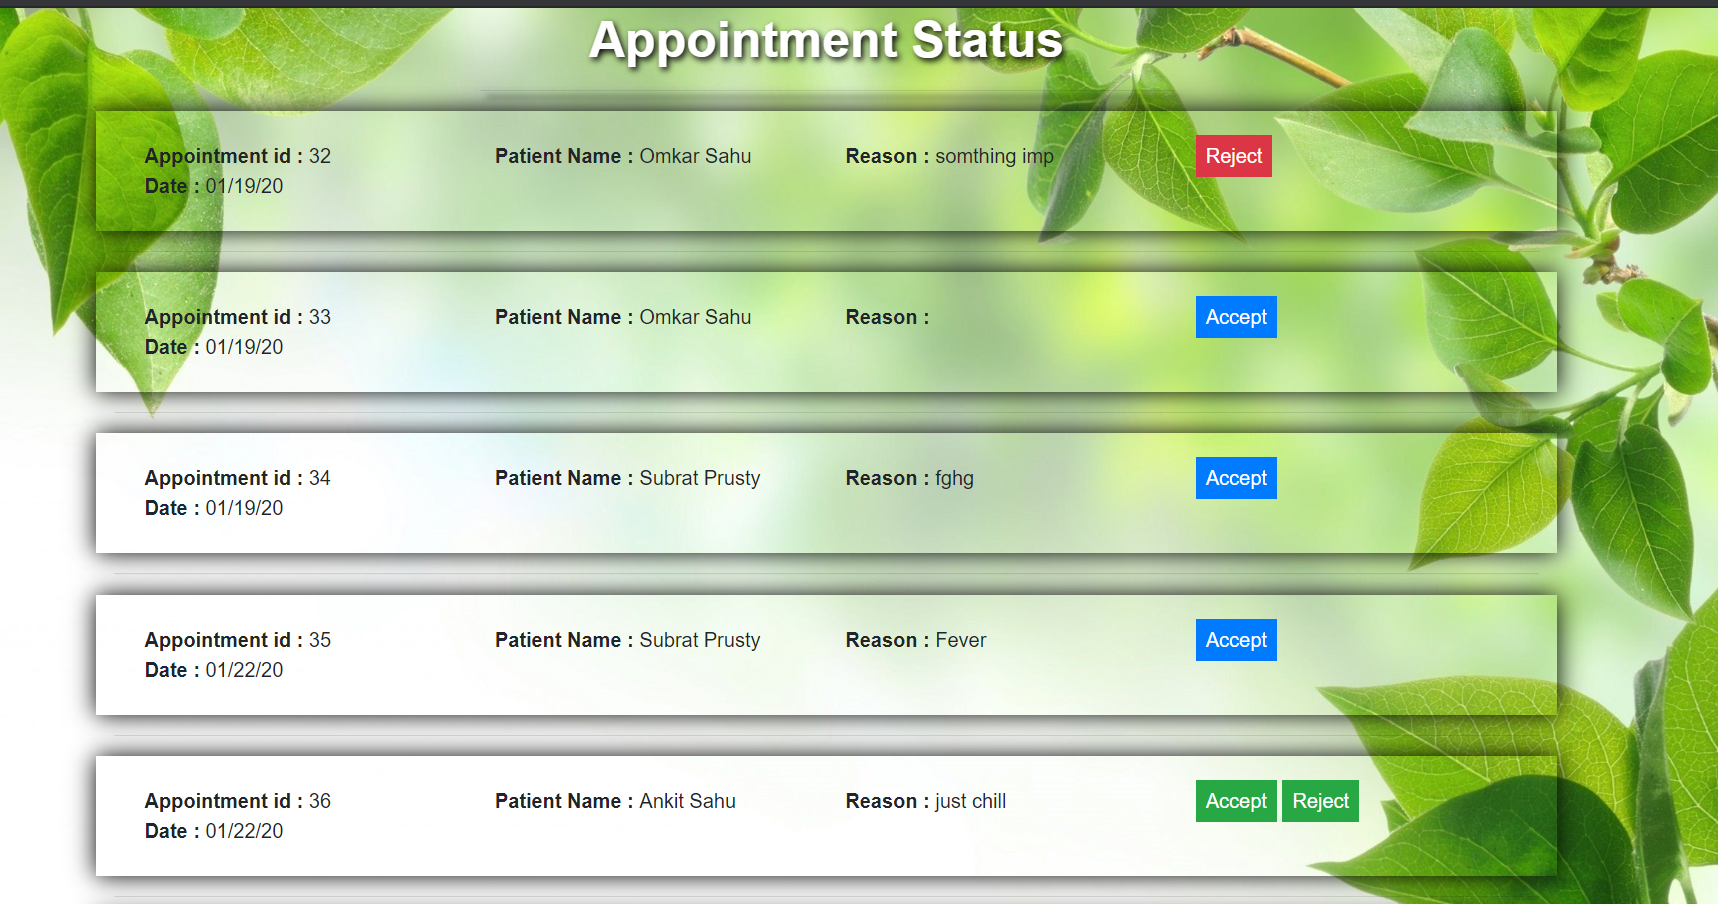 Appointment Status
Appointment id : 32 Patient Name : Omkar Sahu Reason : somthing imp Reject
Date : 01/19/20
Appointment id : 33 Patient Name : Omkar Sahu Reason : Accept
Date : 01/19/20
Appointment id : 34 Patient Name : Subrat Prusty Reason : fghg Accept
Date : 01/19/20
Appointment id : 35 Patient Name : Subrat Prusty Reason : Fever Accept
Date : 01/22/20
Appointment id : 36 Patient Name : Ankit Sahu Reason : just chill Accept Reject
Date : 01/22/20